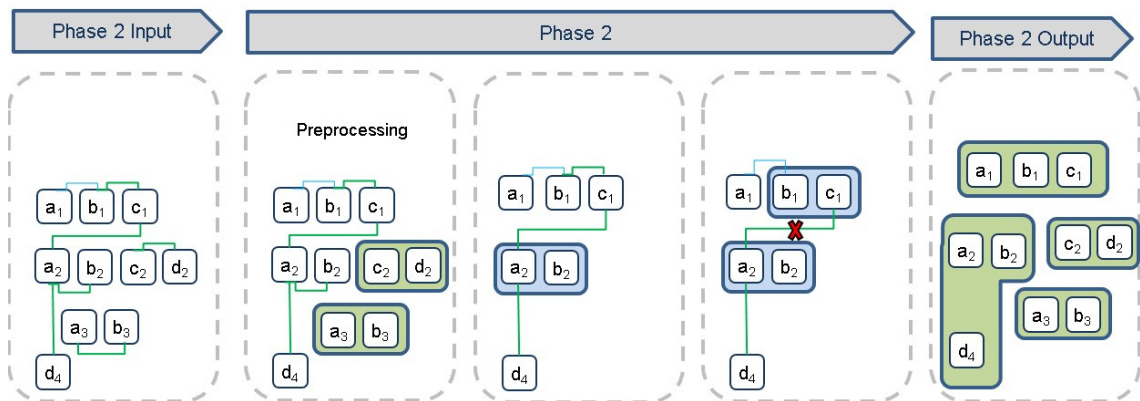 Phase 2 Input
Phase 2
Phase 2 Output
a1 b1 c1
a2 b2 c2 d2
a3 b3
d4
Preprocessing
a1 b1 c1
a2 b2 c2 d2
a3 b3
d4
a1 b1 c1
a2 b2
d4
a1 b1 c1
a2 b2
d4
a1 b1 c1
a2 b2 c2 d2
a3 b3
d4